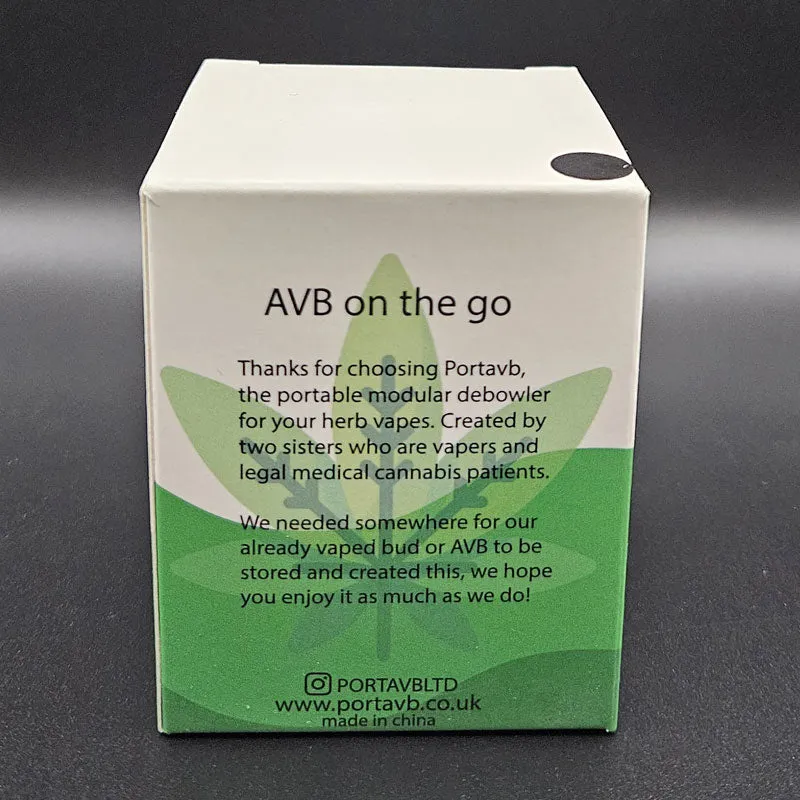 AVB on the go
Thanks for choosing Portavb,
the portable modular debowler
for your herb vapes. Created by
two sisters who are vapers and
legal medical cannabis patients.
We needed somewhere for our
already vaped bud or AVB to be
stored and created this, we hope
you enjoy it as much as we do!
PORTAVBLTD
www.portavb.co.uk
made in china